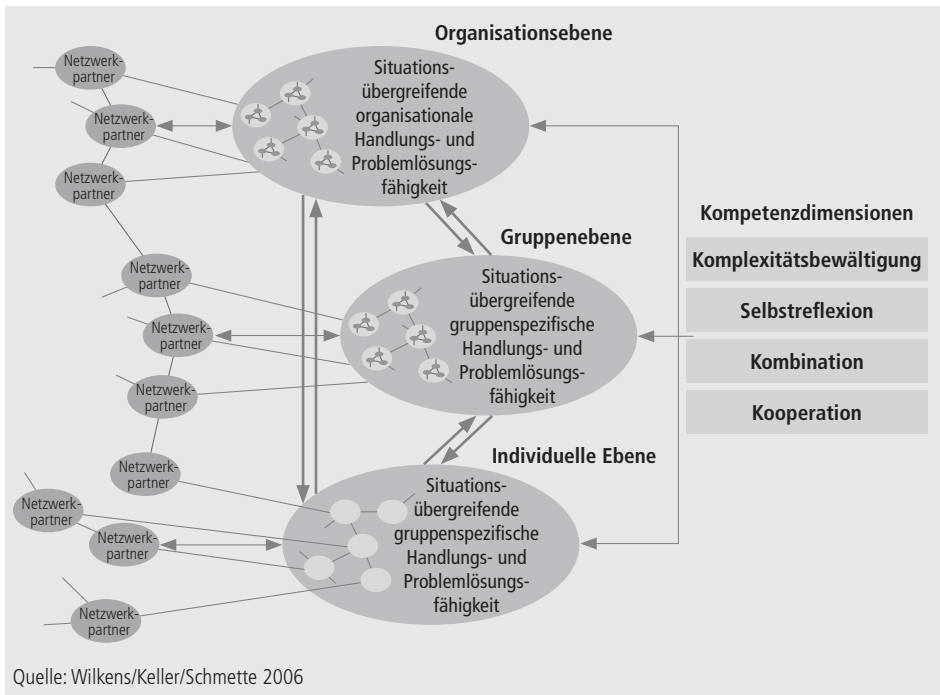 Organisationsebene
Situations-
übergreifende
organisationale
Handlungs- und
Problemlösungs-
fähigkeit
Netzwerk-
partner
Netzwerk-
partner
Netzwerk-
partner
Gruppenebene
Situations-
übergreifende
gruppenspezifische
Handlungs- und
Problemlösungs-
fähigkeit
Netzwerk-
partner
Netzwerk-
partner
Netzwerk-
partner
Netzwerk-
partner
Individuelle Ebene
Situations-
übergreifende
gruppenspezifische
Handlungs- und
Problemlösungs-
fähigkeit
Netzwerk-
partner
Netzwerk-
partner
Netzwerk-
partner
Kompetenzdimensionen
Komplexitätsbewältigung
Selbstreflexion
Kombination
Kooperation
Quelle: Wilkens/Keller/Schmette 2006